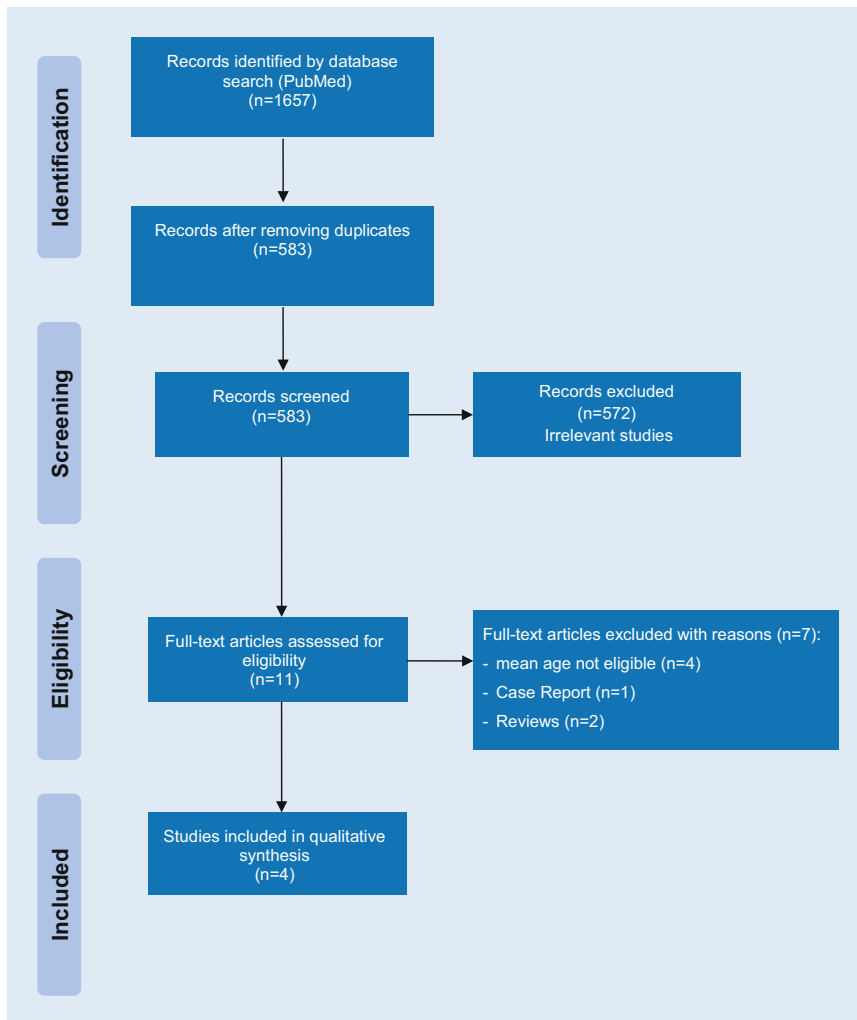 Identification
Records identified by database
search (PubMed)
(n=1657)
Records after removing duplicates
(n=583)
Screening
Records screened
(n=583)
Records excluded
(n=572)
Irrelevant studies
Eligibility
Full-text articles assessed for
eligibility
(n=11)
Full-text articles excluded with reasons (n=7):
- mean age not eligible (n=4)
- Case Report (n=1)
- Reviews (n=2)
Included
Studies included in qualitative
synthesis
(n=4)